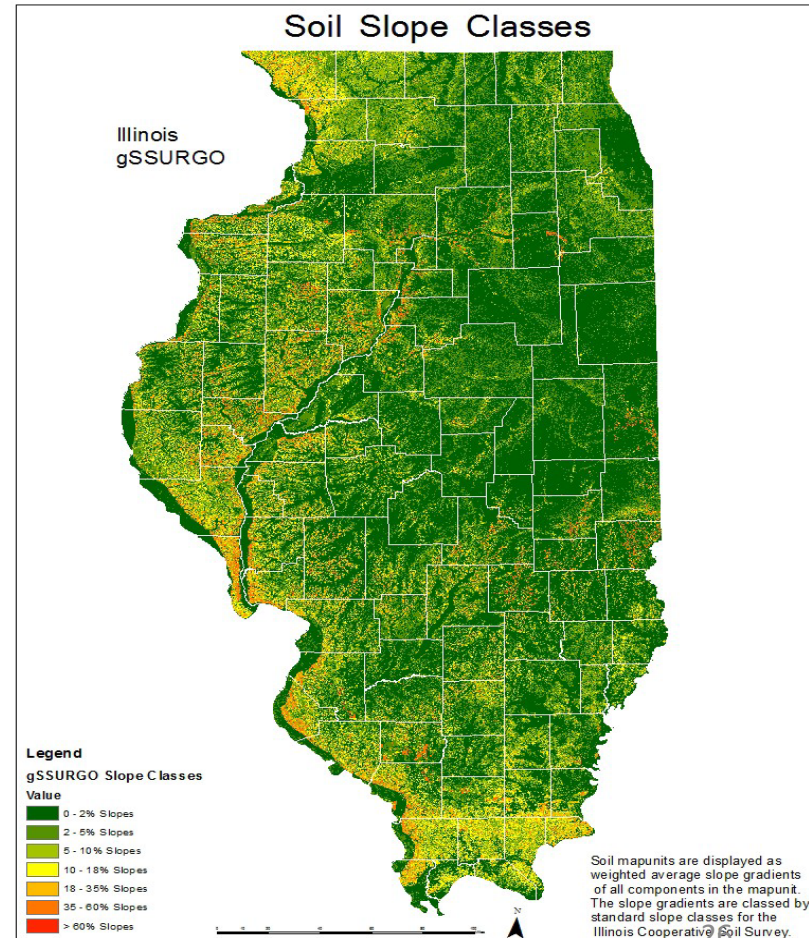 Soil Slope Classes
Illinois
gSSURGO
Legend
gSSURGO Slope Classes
Value
0 - 2% Slopes
2 - 5% Slopes
5 - 10% Slopes
10 - 18% Slopes
18 - 35% Slopes
35 - 60% Slopes
> 60% Slopes
N
Soil mapunits are displayed as
weighted average slope gradients
of all components in the mapunit.
The slope gradients are classed by
standard slope classes for the
Illinois Cooperative Soil Survey.